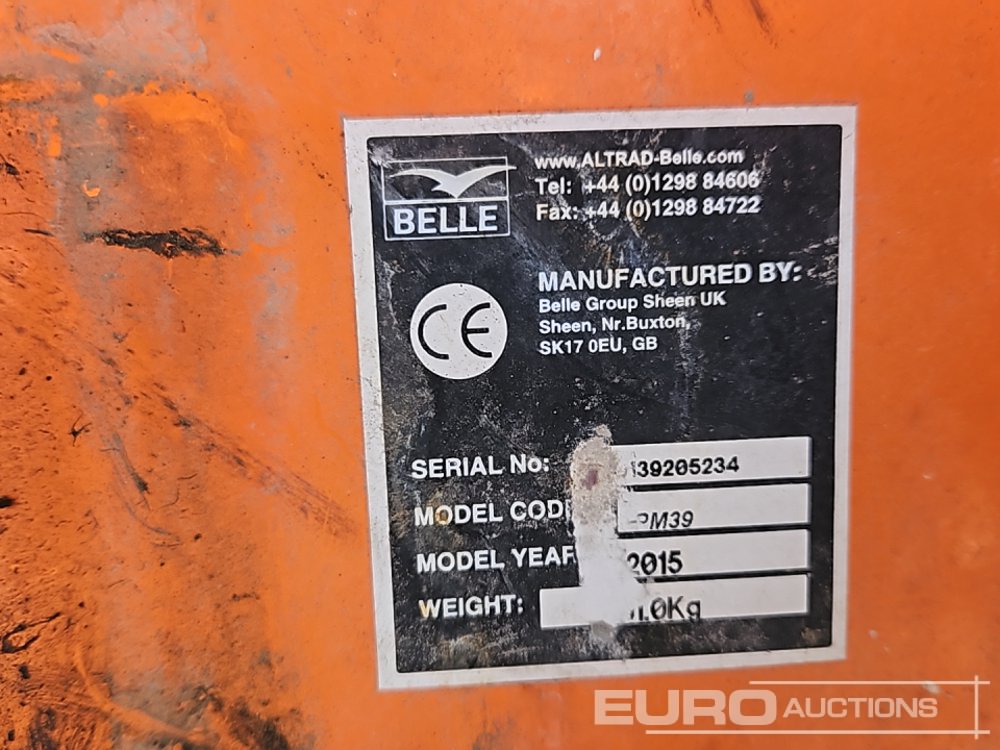 BELLE
www.ALTRAD-Belle.com
Tel: +44 (0)1298 84606
Fax: +44 (0)1298 84722
CE
MANUFACTURED BY:
Belle Group Sheen UK
Sheen, Nr.Buxton,
SK17 0EU, GB
SERIAL No: 39205234
MODEL PM39
MODEL 2015
WEIGHT: .0Kg
EURO AUCTIONS